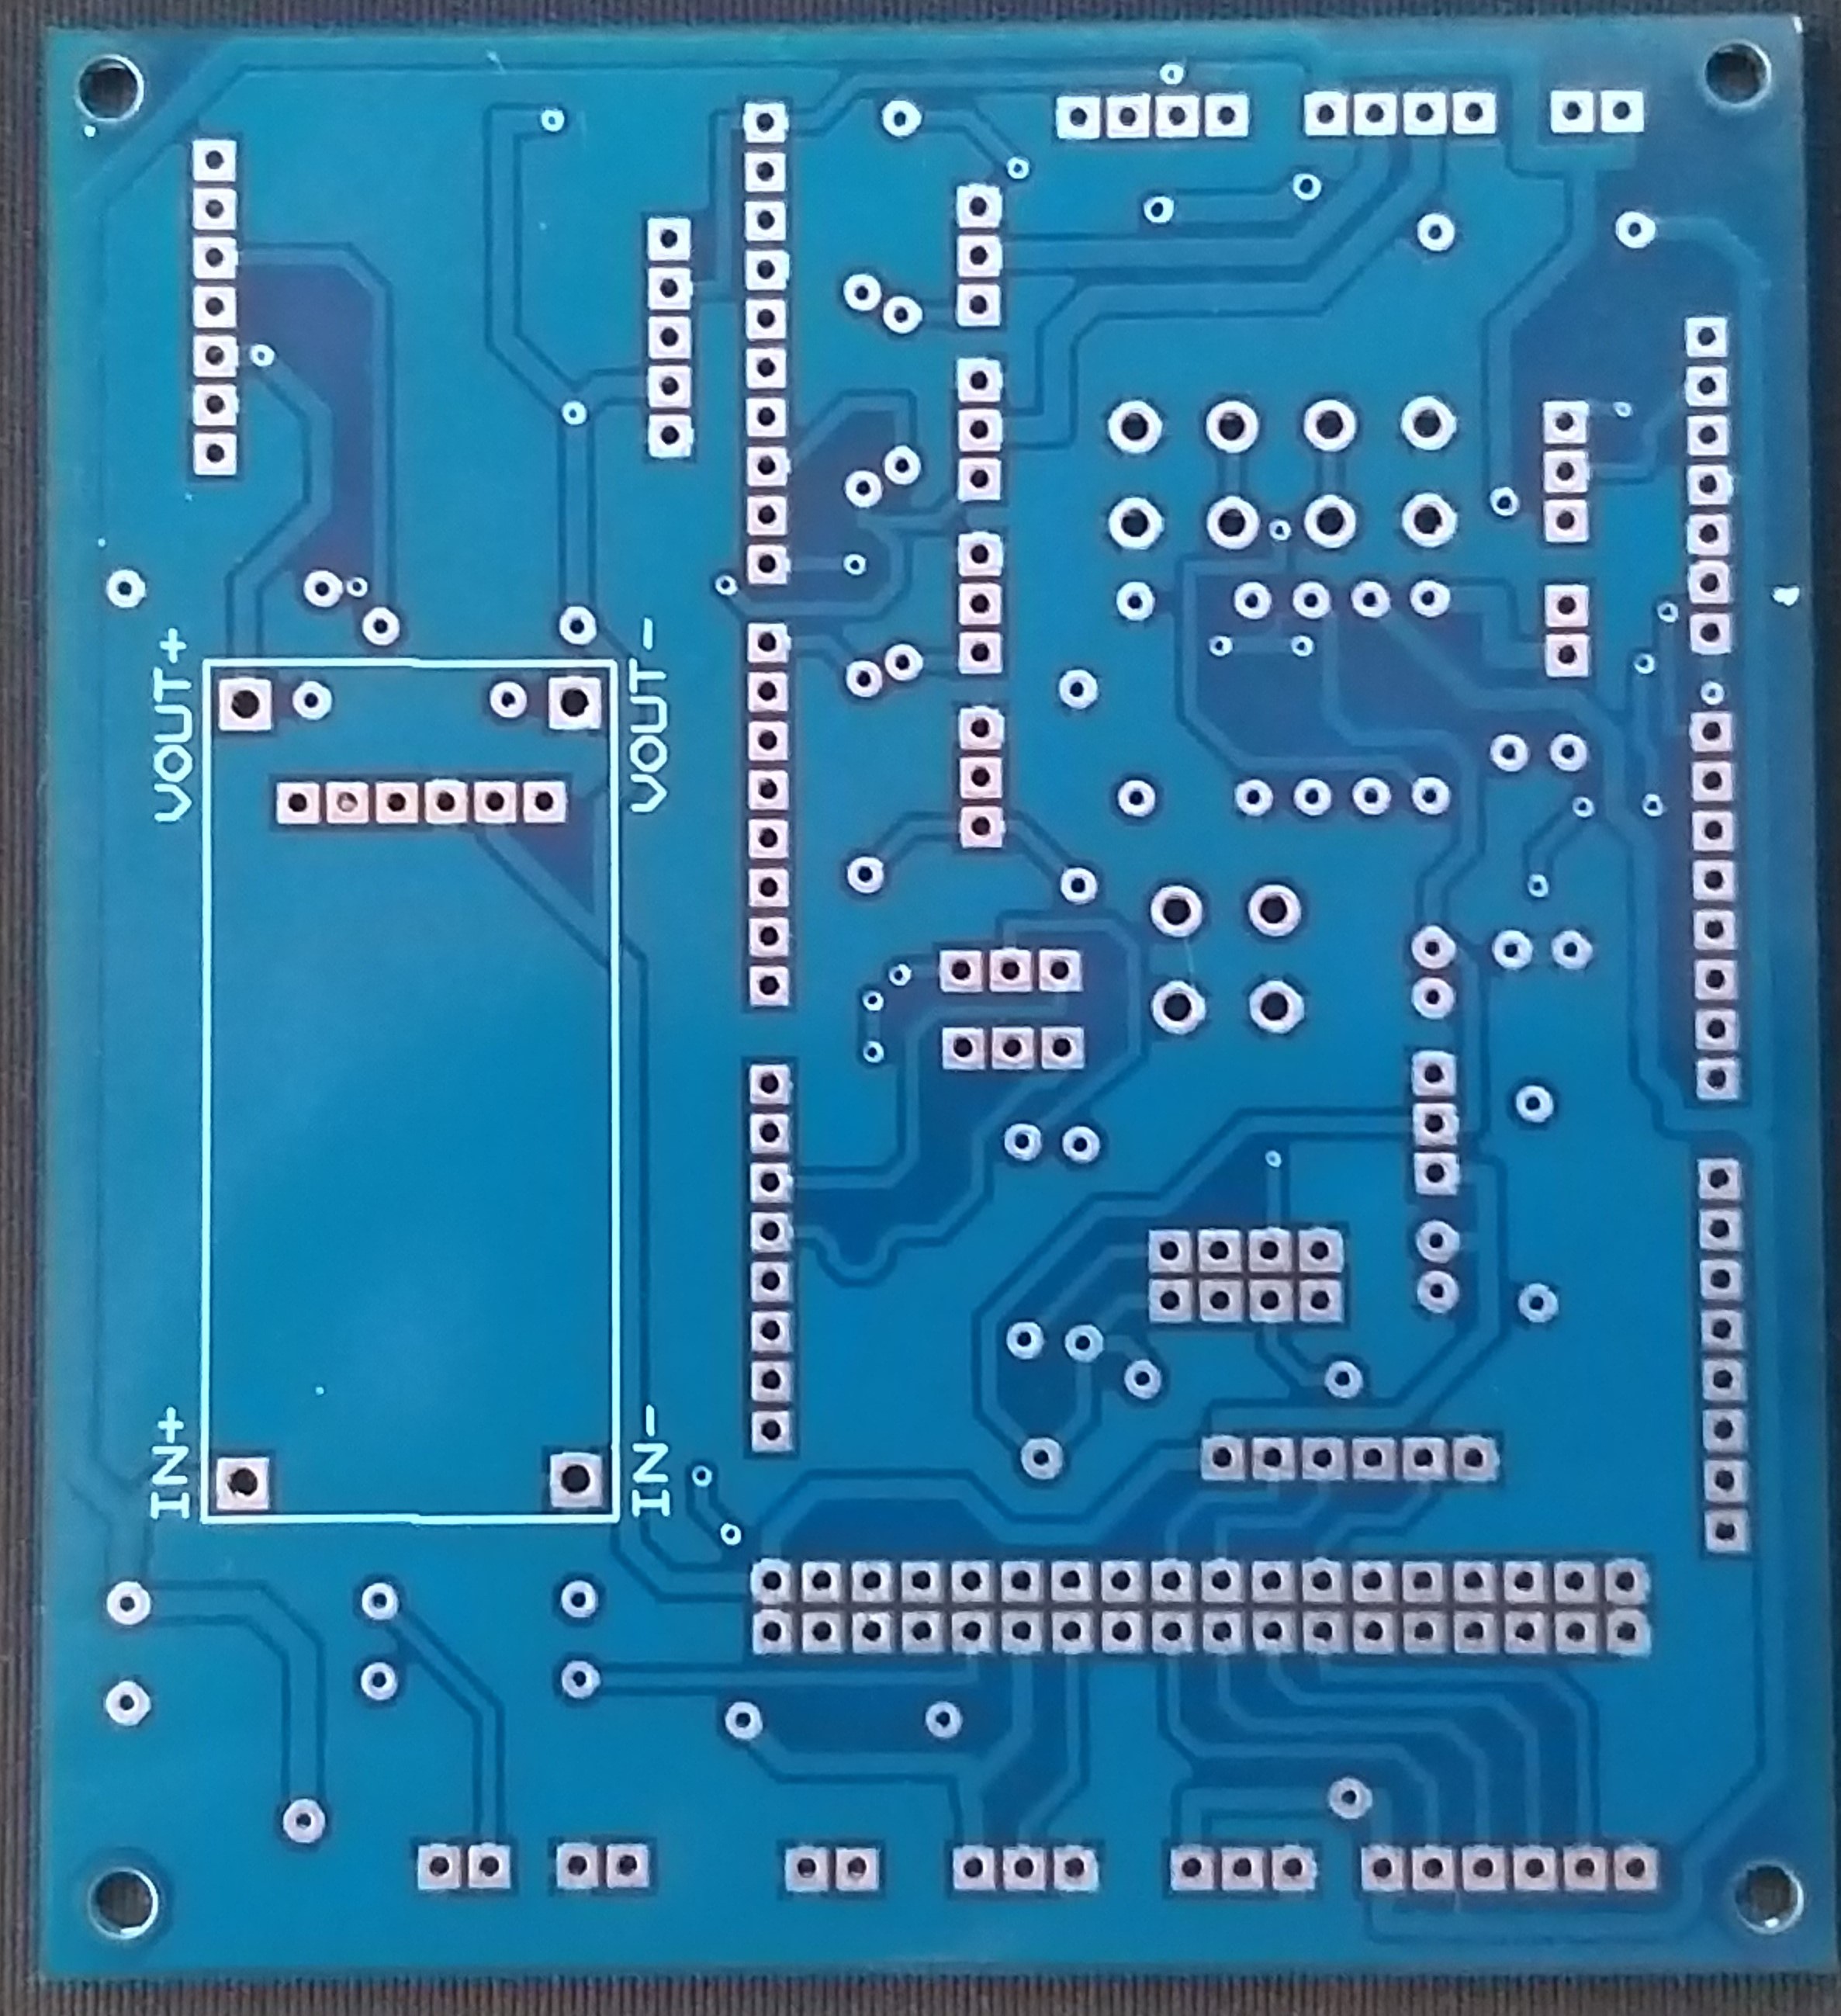 VOUT+
VOUT-
IN+
IN-